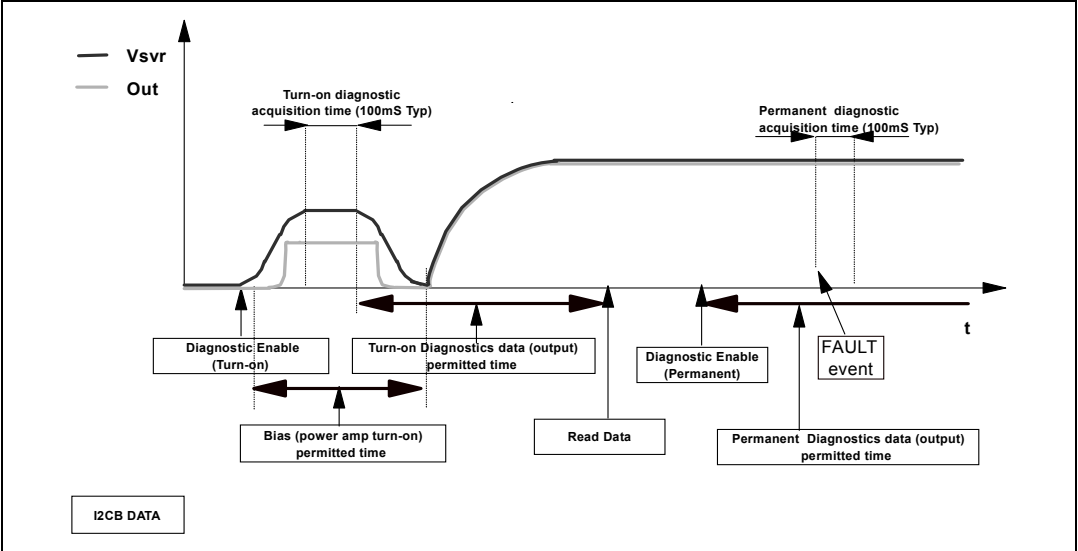 Vsvr
Out
Turn-on diagnostic
acquisition time (100mS Typ)
Permanent diagnostic
acquisition time (100mS Typ)
t
Diagnostic Enable
(Turn-on)
Turn-on Diagnostics data (output)
permitted time
Diagnostic Enable
(Permanent)
FAULT
event
Bias (power amp turn-on)
permitted time
Read Data
Permanent Diagnostics data (output)
permitted time
I2CB DATA